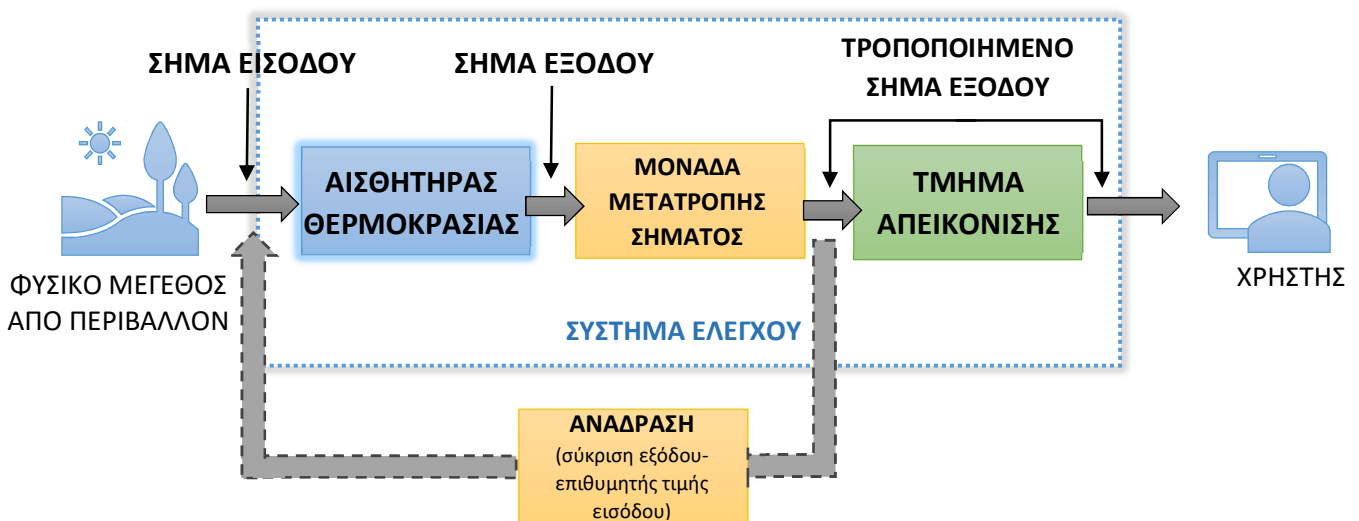 ΣΗΜΑ ΕΙΣΟΔΟΥ
ΣΗΜΑ ΕΞΟΔΟΥ
ΤΡΟΠΟΠΟΙΗΜΕΝΟ
ΣΗΜΑ ΕΞΟΔΟΥ
ΑΙΣΘΗΤΗΡΑΣ
ΘΕΡΜΟΚΡΑΣΙΑΣ
ΜΟΝΑΔΑ
ΜΕΤΑΤΡΟΠΗΣ
ΣΗΜΑΤΟΣ
ΤΜΗΜΑ
ΑΠΕΙΚΟΝΙΣΗΣ
ΦΥΣΙΚΟ ΜΕΓΕΘΟΣ
ΑΠΟ ΠΕΡΙΒΑΛΛΟΝ
ΧΡΗΣΤΗΣ
ΣΥΣΤΗΜΑ ΕΛΕΓΧΟΥ
ΑΝΑΔΡΑΣΗ
(σύκριση εξόδου-
επιθυμητής τιμής
εισόδου)